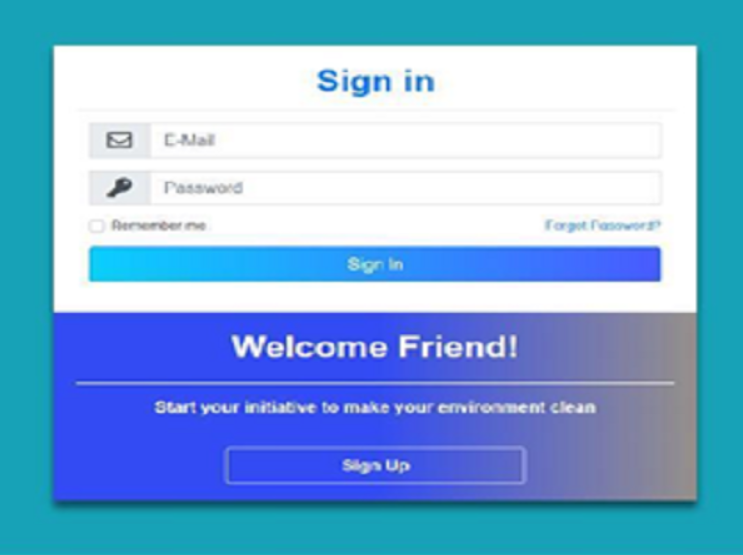 Sign in
E-Mail
Password
Remember me
Forgot Password?
Sign In
Welcome Friend!
Start your initiative to make your environment clean
Sign Up